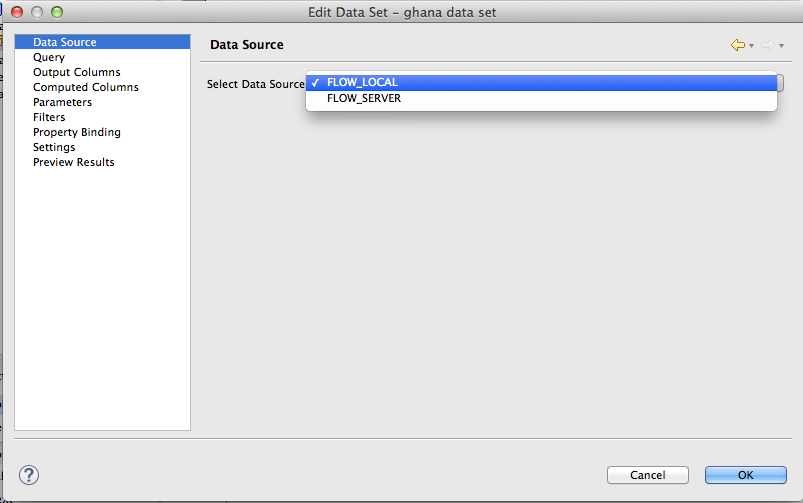 Edit Data Set – ghana data set
Data Source
Query
Output Columns
Computed Columns
Parameters
Filters
Property Binding
Settings
Preview Results
Data Source
Select Data Source
✓ FLOW_LOCAL
FLOW_SERVER
?
Cancel
OK